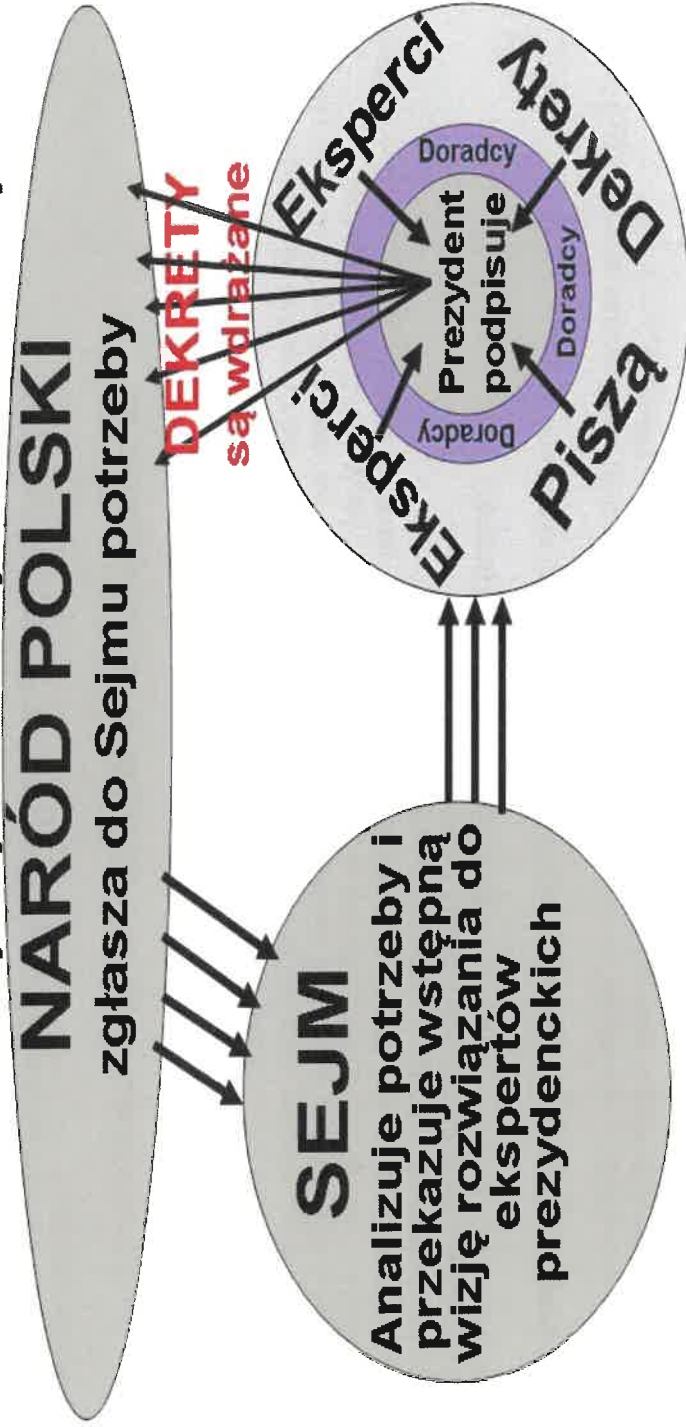 NARÓD POLSKI
zgłasza do Sejmu potrzeby
DEKRETY
są wdrażane
SEJM
Analizuje potrzeby i
przekazuje wstępną
wizję rozwiązania do
ekspertów
prezydenckich
Eksperci
Eksperci
Piszą
Dekrety
Doradcy
Doradcy
Doradcy
Prezydent
podpisuje